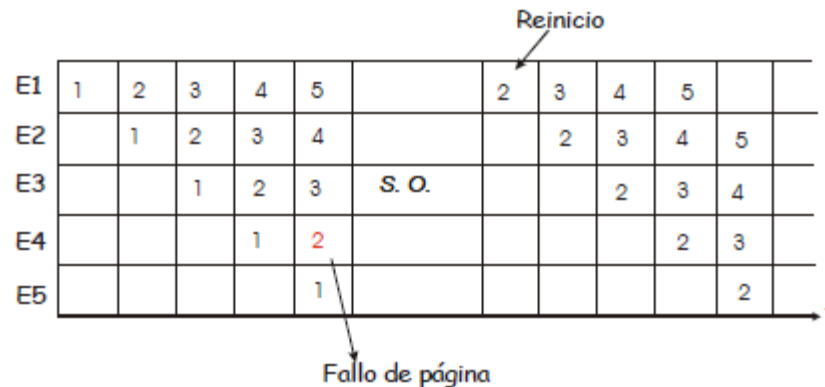 Reinicio
E1 1 2 3 4 5 2 3 4 5
E2 1 2 3 4 2 3 4 5
E3 1 2 3 S. O. 2 3 4
E4 1 2 2 3
E5 1 2
Fallo de página